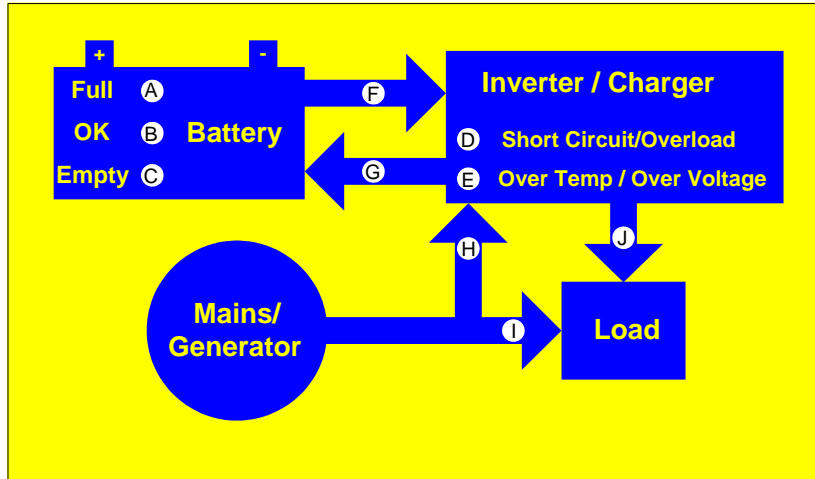 + -
Full A
OK B Battery
Empty C
F
G
Inverter / Charger
D Short Circuit/Overload
E Over Temp / Over Voltage
H
J
Mains/
Generator
I
Load